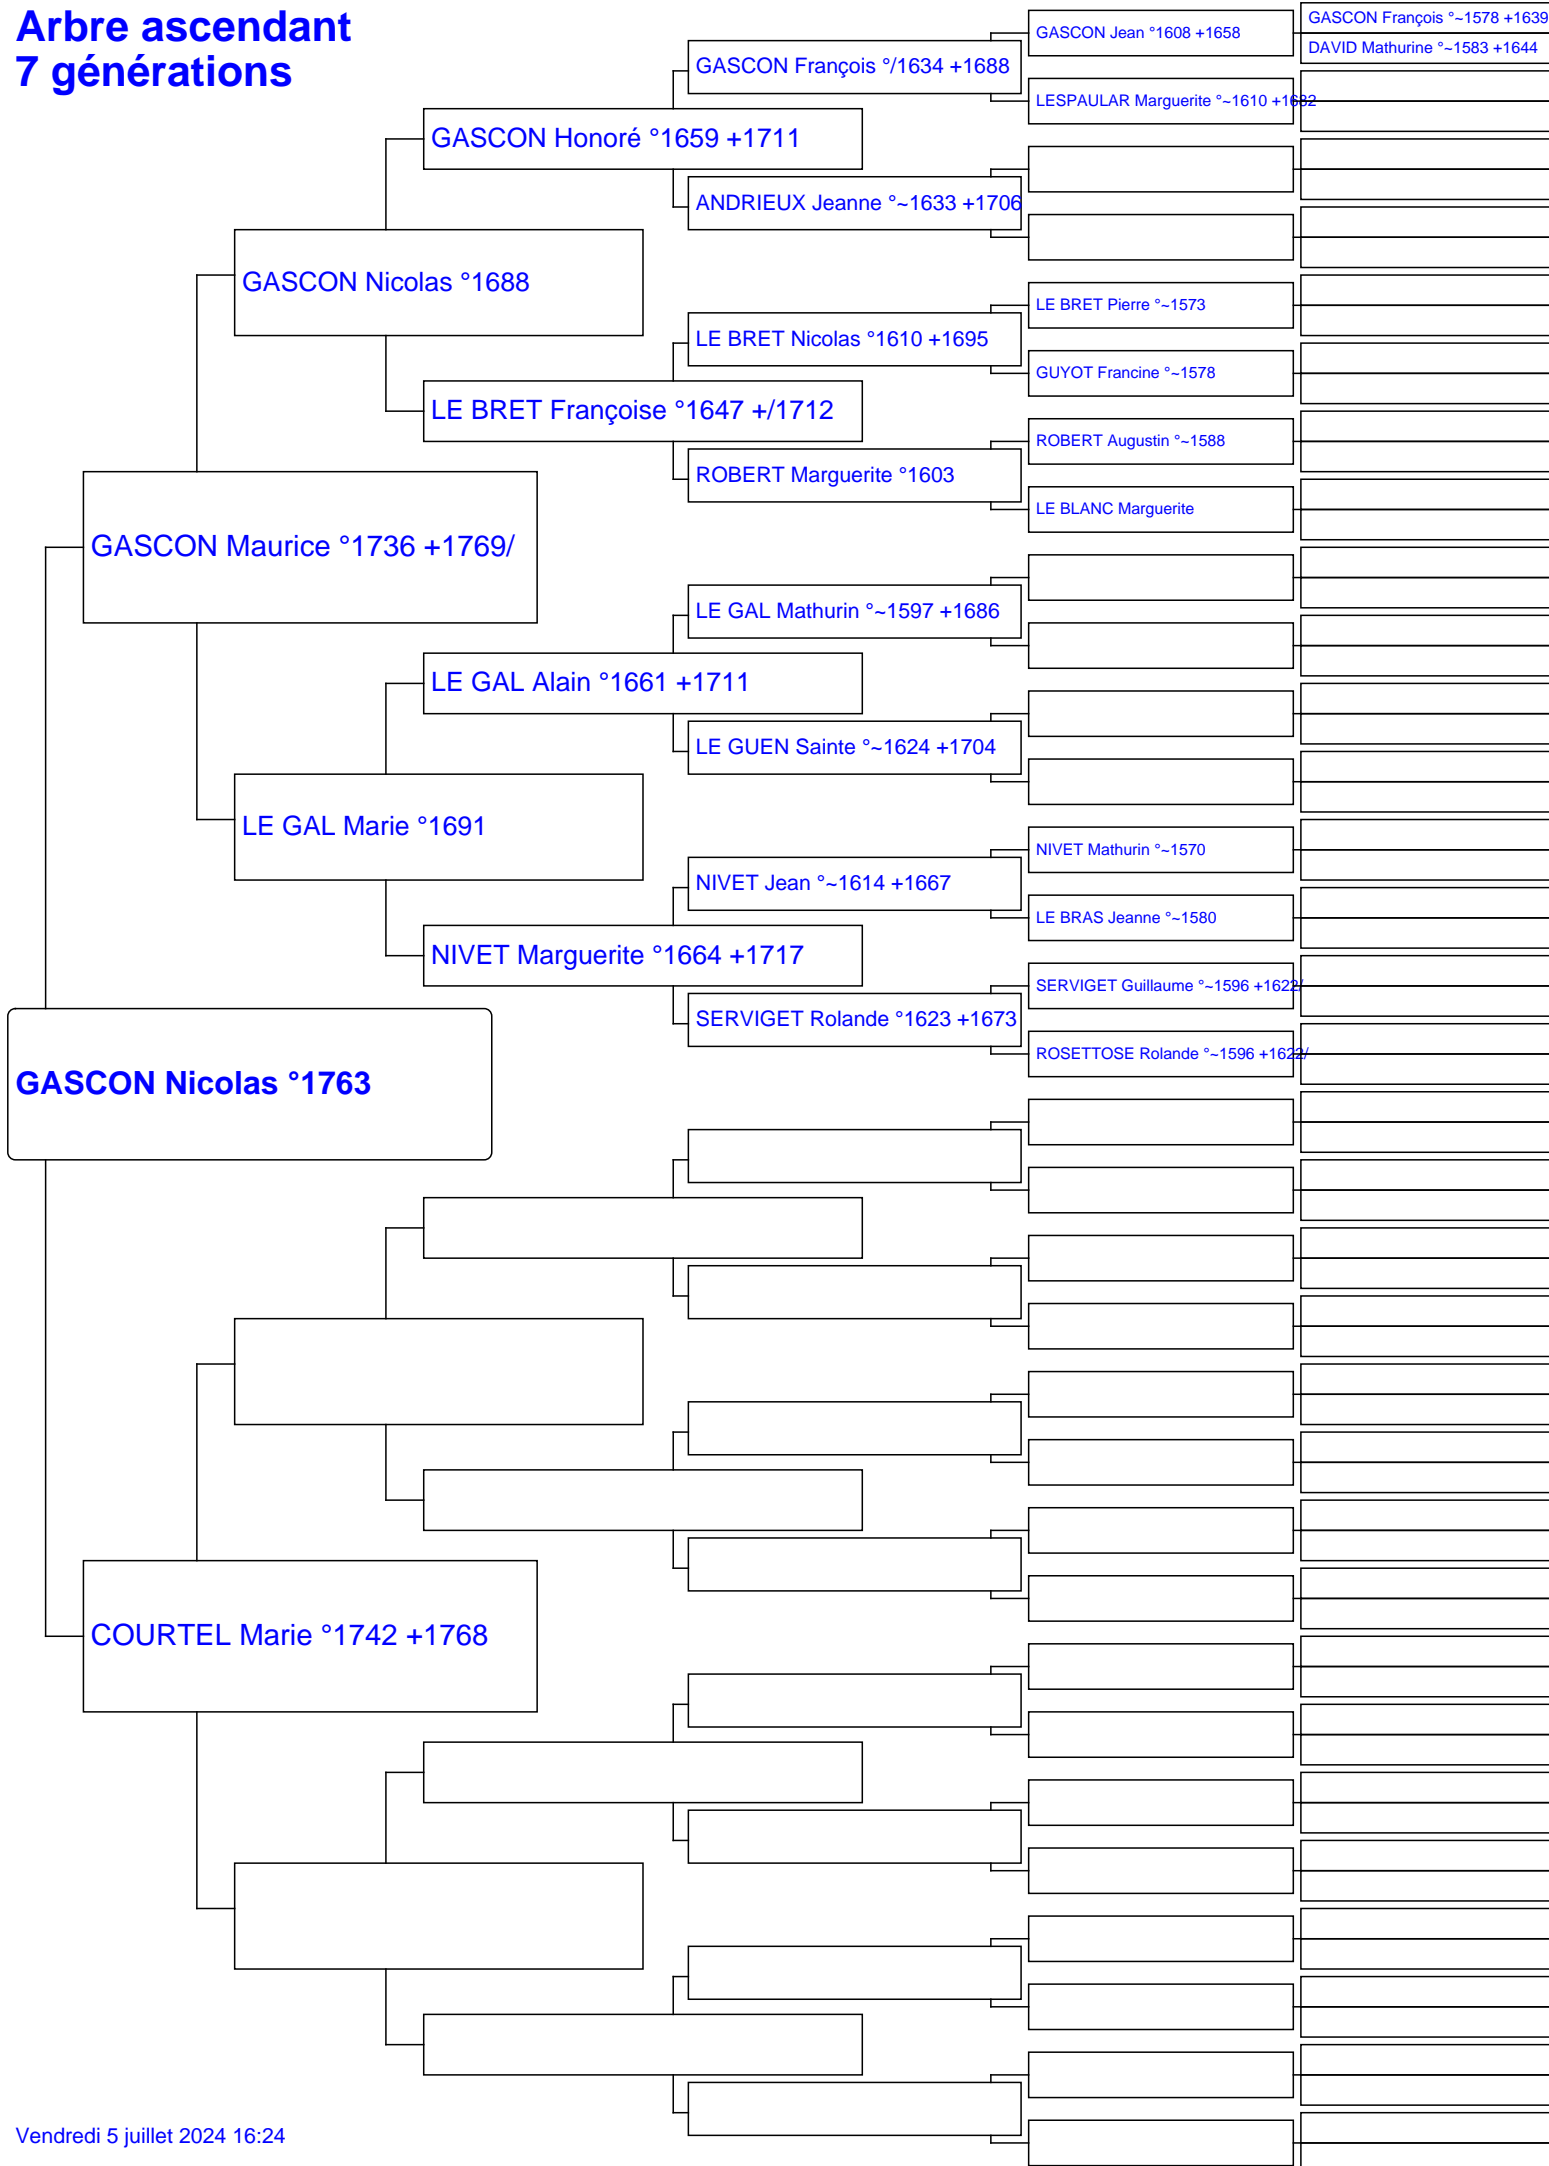 Arbre ascendant
7 générations
GASCON François °~1578 +1639
GASCON Jean °1608 +1658
DAVID Mathurine °~1583 +1644
GASCON François °/1634 +1688
LESPAULAR Marguerite °~1610 +1682
GASCON Honoré °1659 +1711
ANDRIEUX Jeanne °~1633 +1706
GASCON Nicolas °1688
LE BRET Pierre °~1573
LE BRET Nicolas °1610 +1695
GUYOT Francine °~1578
LE BRET Françoise °1647 +/1712
ROBERT Augustin °~1588
ROBERT Marguerite °1603
LE BLANC Marguerite
GASCON Maurice °1736 +1769/
LE GAL Mathurin °~1597 +1686
LE GAL Alain °1661 +1711
LE GUEN Sainte °~1624 +1704
LE GAL Marie °1691
NIVET Mathurin °~1570
NIVET Jean °~1614 +1667
LE BRAS Jeanne °~1580
NIVET Marguerite °1664 +1717
SERVIGET Guillaume °~1596 +1622/
SERVIGET Rolande °1623 +1673
ROSETTOSE Rolande °~1596 +1622/
GASCON Nicolas °1763
COURTEL Marie °1742 +1768
Vendredi 5 juillet 2024 16:24